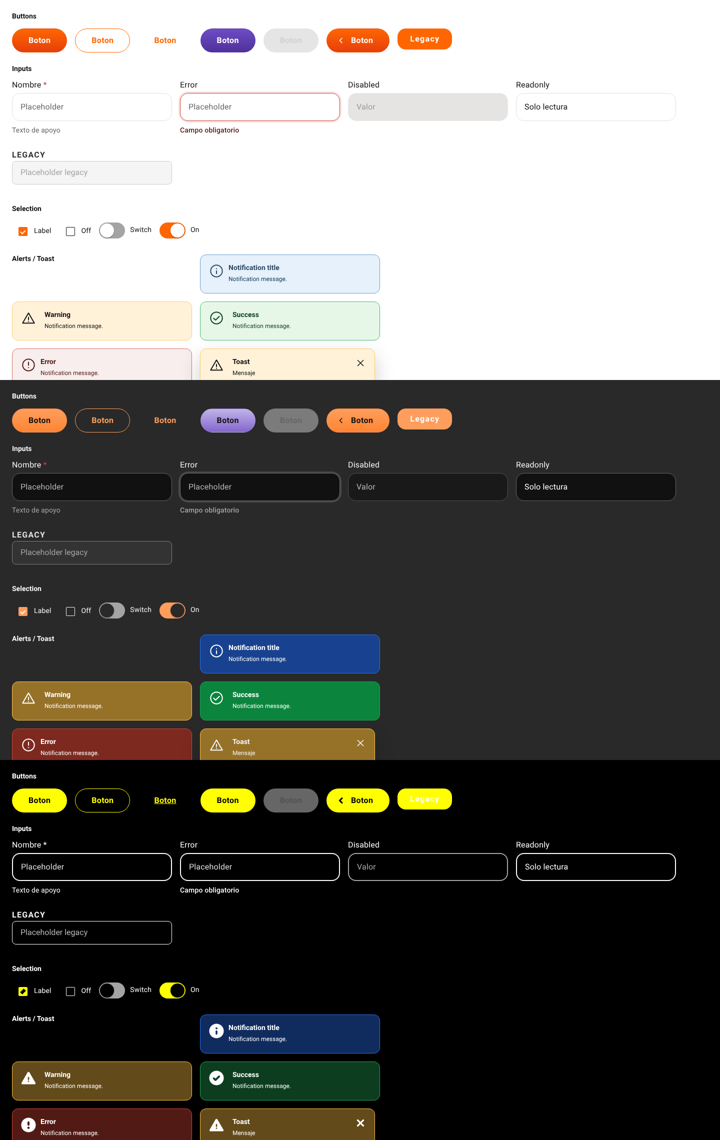 Buttons
Boton Boton Boton Boton Boton Boton Legacy
Inputs
Nombre * Error Disabled Readonly
Placeholder Placeholder Valor Solo lectura
Texto de apoyo Campo obligatorio
LEGACY
Placeholder legacy
Selection
Label Off Switch On
Alerts / Toast
Notification title
Notification message.
Warning Success
Notification message. Notification message.
Error Toast
Notification message. Mensaje
Buttons
Boton Boton Boton Boton Boton Boton Legacy
Inputs
Nombre * Error Disabled Readonly
Placeholder Placeholder Valor Solo lectura
Texto de apoyo Campo obligatorio
LEGACY
Placeholder legacy
Selection
Label Off Switch On
Alerts / Toast
Notification title
Notification message.
Warning Success
Notification message. Notification message.
Error Toast
Notification message. Mensaje
Buttons
Boton Boton Boton Boton Boton Boton Legacy
Inputs
Nombre * Error Disabled Readonly
Placeholder Placeholder Valor Solo lectura
Texto de apoyo Campo obligatorio
LEGACY
Placeholder legacy
Selection
Label Off Switch On
Alerts / Toast
Notification title
Notification message.
Warning Success
Notification message. Notification message.
Error Toast
Notification message. Mensaje